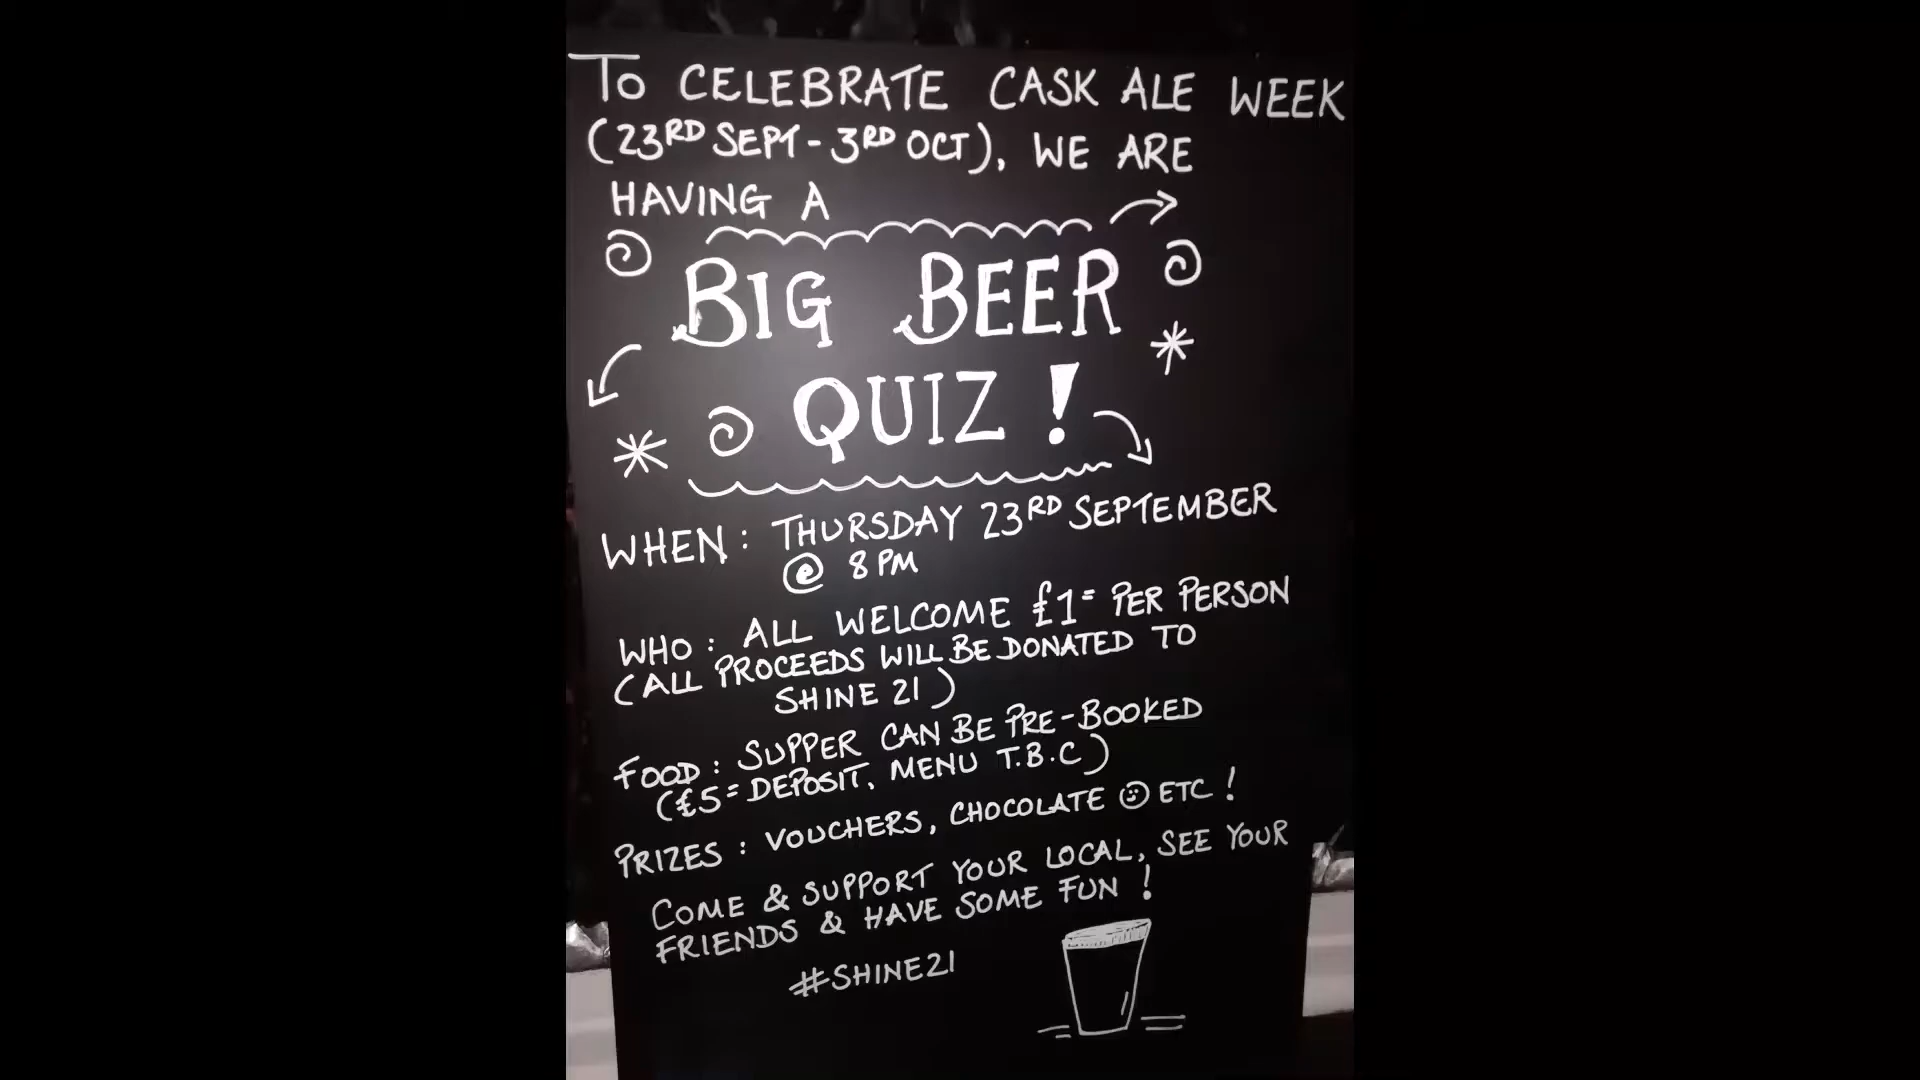 TO CELEBRATE CASK ALE WEEK
(23RD SEPT - 3RD OCT), WE ARE
HAVING A
BIG BEER
QUIZ!
WHEN: THURSDAY 23RD SEPTEMBER
@ 8PM
WHO: ALL WELCOME £1= PER PERSON
(ALL PROCEEDS WILL BE DONATED TO
SHINE 21)
FOOD: SUPPER CAN BE PRE-BOOKED
(£5= DEPOSIT, MENU T.B.C)
PRIZES: VOUCHERS, CHOCOLATE ☺ ETC!
COME & SUPPORT YOUR LOCAL, SEE YOUR
FRIENDS & HAVE SOME FUN!
#SHINE21